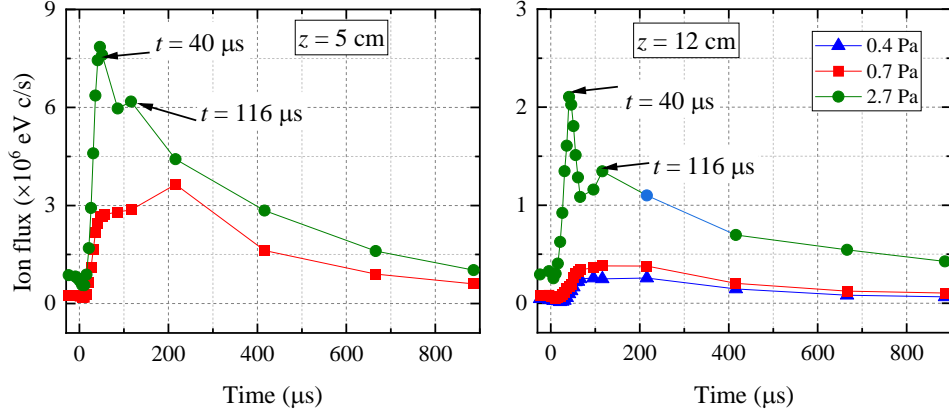 Ion flux (×10⁶ eV c/s)
9
6
3
0
t = 40 μs
z = 5 cm
t = 116 μs
0 200 400 600 800
Time (μs)
3
2
1
0
z = 12 cm
0.4 Pa
0.7 Pa
2.7 Pa
t = 40 μs
t = 116 μs
0 200 400 600 800
Time (μs)